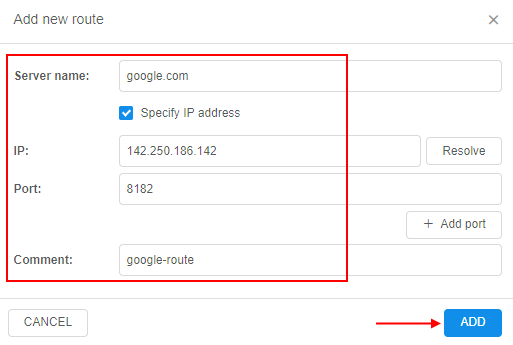 Add new route ×
Server name: google.com
Specify IP address
IP: 142.250.186.142 Resolve
Port: 8182
+ Add port
Comment: google-route
CANCEL ADD